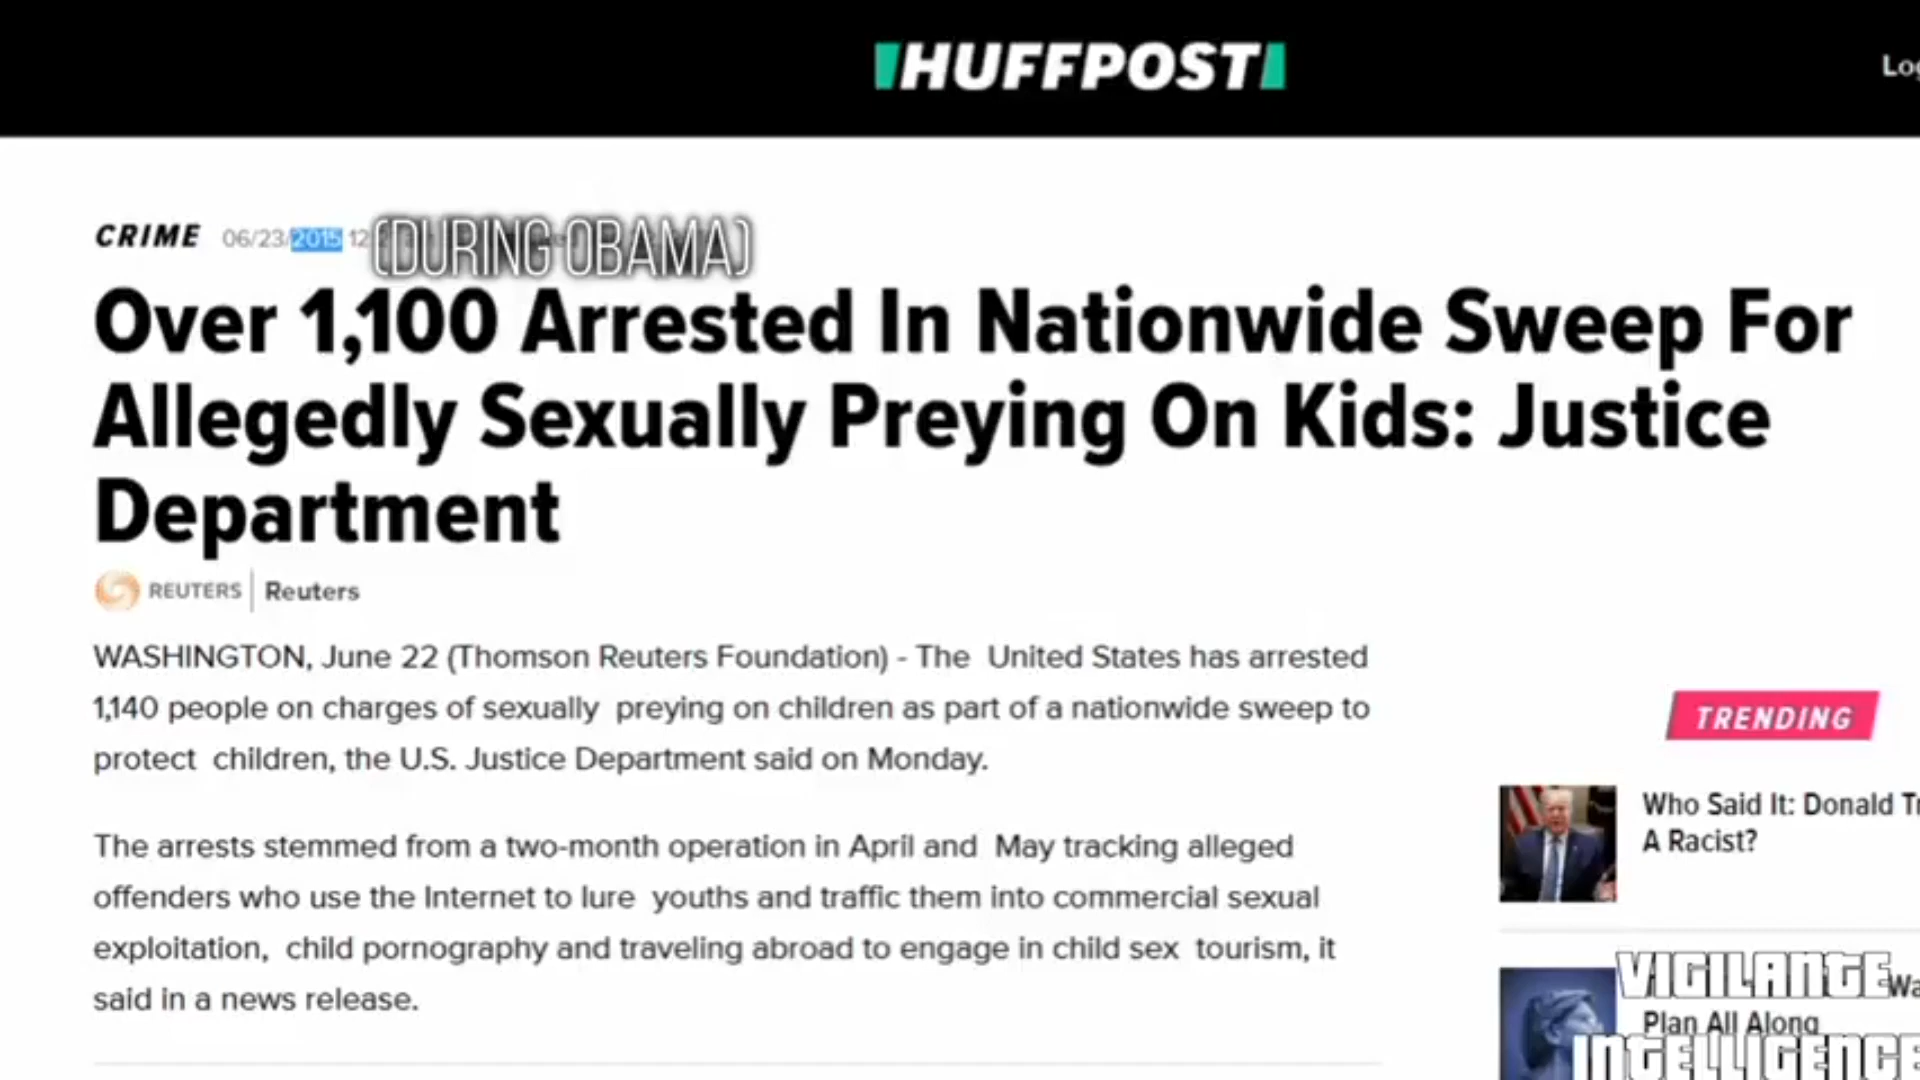 HUFFPOST
CRIME 06/23/2015 12
(DURING OBAMA)
Over 1,100 Arrested In Nationwide Sweep For
Allegedly Sexually Preying On Kids: Justice
Department
REUTERS | Reuters
WASHINGTON, June 22 (Thomson Reuters Foundation) - The United States has arrested
1,140 people on charges of sexually preying on children as part of a nationwide sweep to
protect children, the U.S. Justice Department said on Monday.
The arrests stemmed from a two-month operation in April and May tracking alleged
offenders who use the Internet to lure youths and traffic them into commercial sexual
exploitation, child pornography and traveling abroad to engage in child sex tourism, it
said in a news release.
TRENDING
Who Said It: Donald
A Racist?
Plan All Along
VIGILANTE
INTELLIGENCE